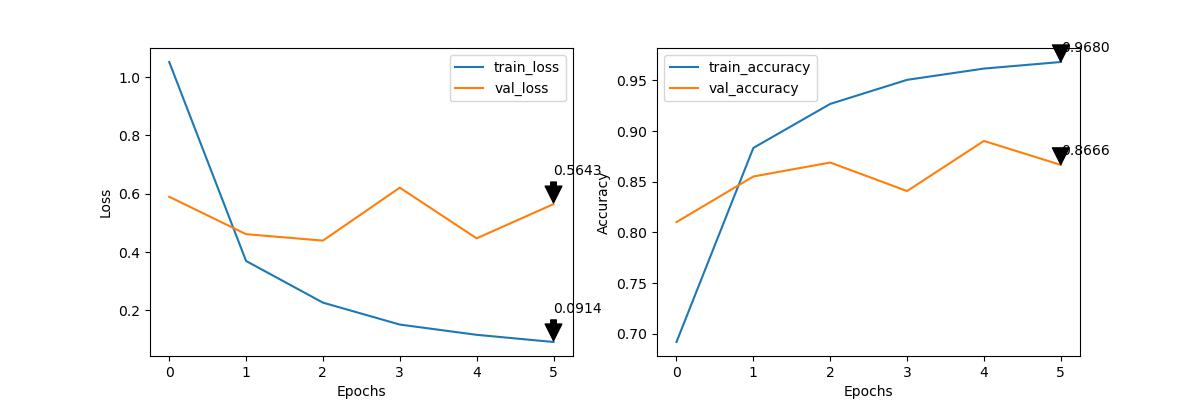 train_loss
val_loss
1.0
0.8
0.6
0.4
0.2
Loss
0.5643
0.0914
0 1 2 3 4 5
Epochs
train_accuracy
val_accuracy
0.95
0.90
0.85
0.80
0.75
0.70
Accuracy
0.9680
0.8666
0 1 2 3 4 5
Epochs